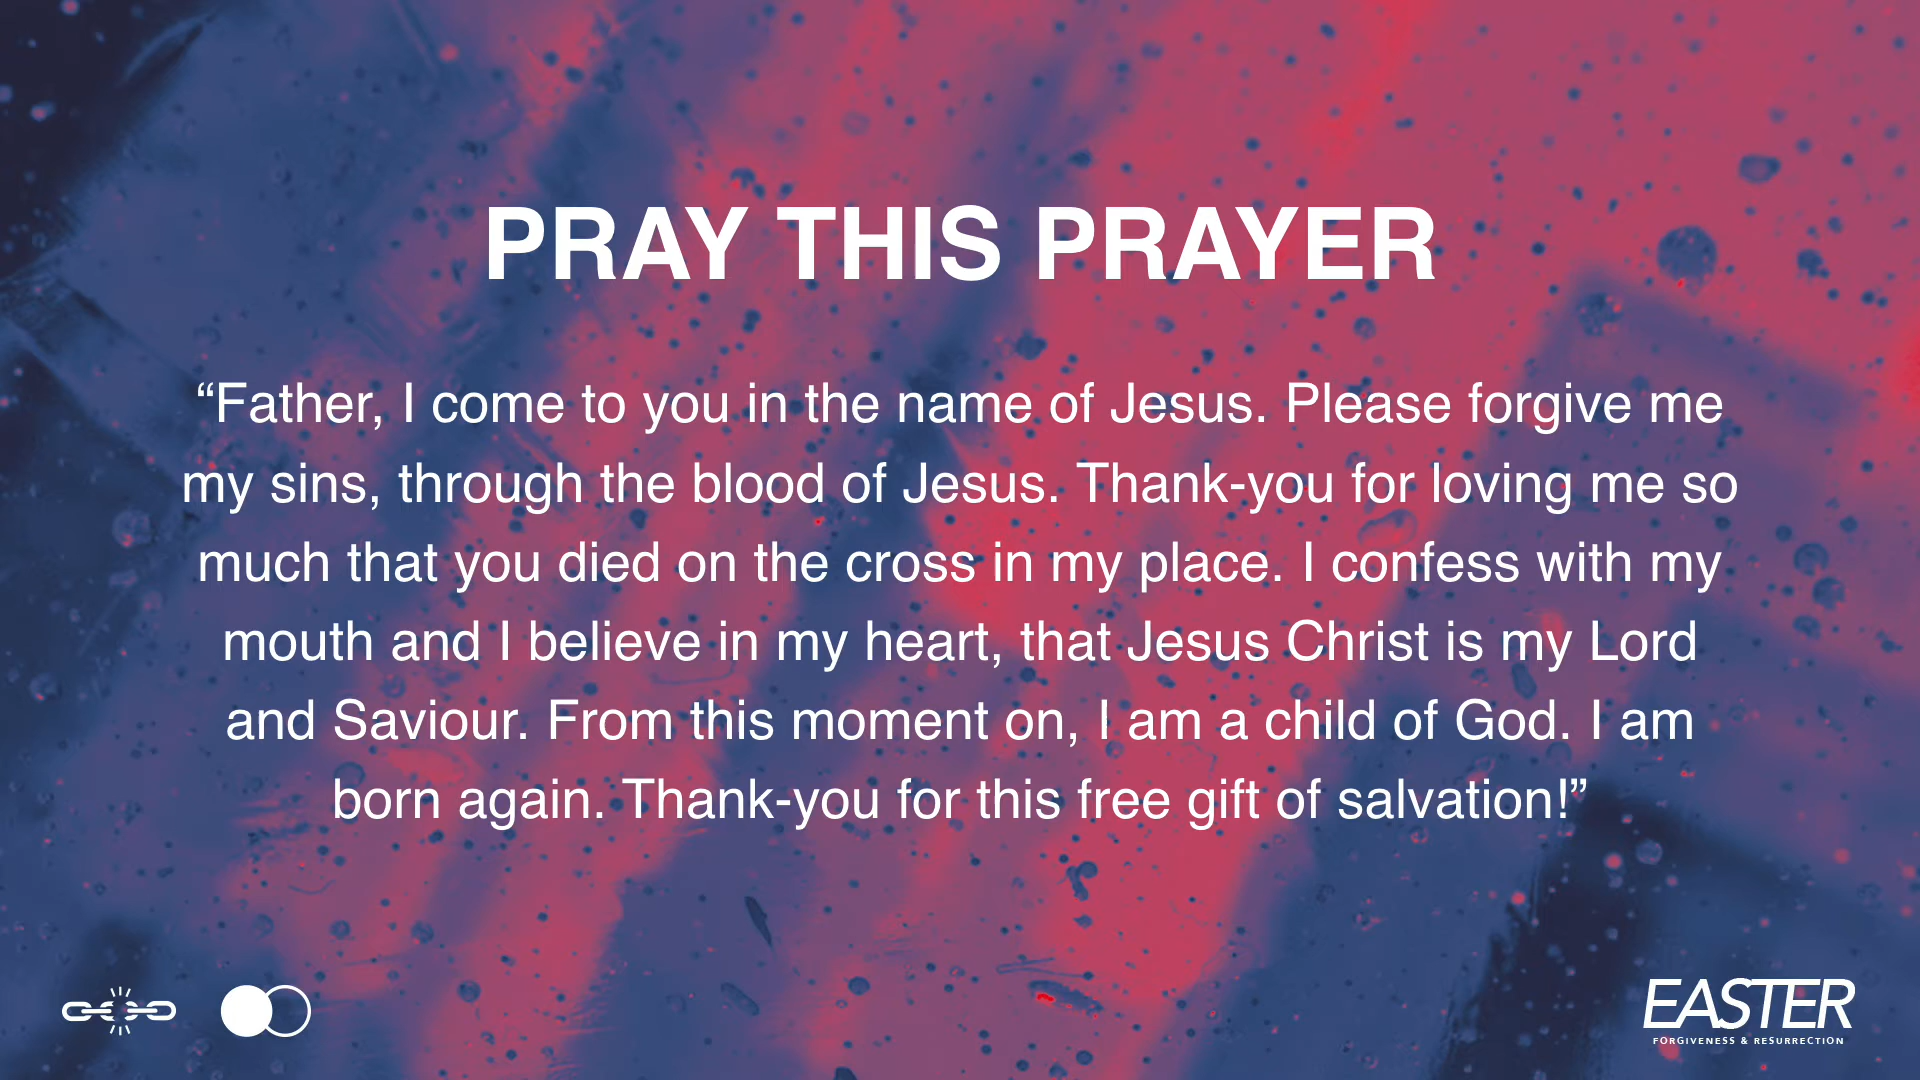 PRAY THIS PRAYER
“Father, I come to you in the name of Jesus. Please forgive me
my sins, through the blood of Jesus. Thank-you for loving me so
much that you died on the cross in my place. I confess with my
mouth and I believe in my heart, that Jesus Christ is my Lord
and Saviour. From this moment on, I am a child of God. I am
born again. Thank-you for this free gift of salvation!”
EASTER
FORGIVENESS & RESURRECTION